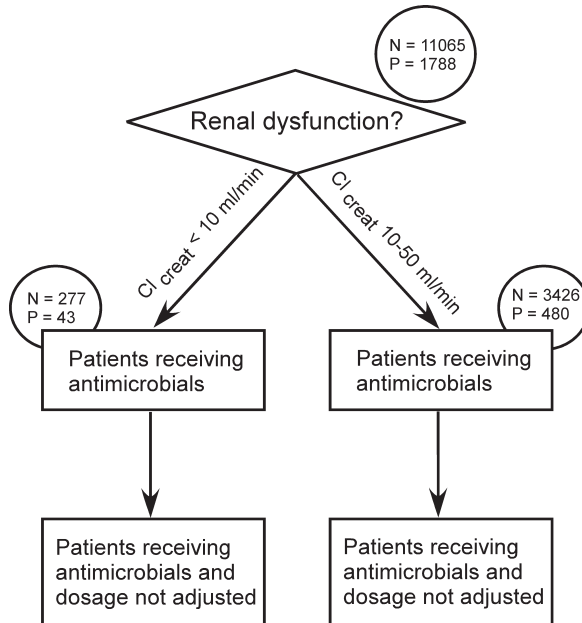 N = 11065
P = 1788
Renal dysfunction?
Cl creat < 10 ml/min
Cl creat 10-50 ml/min
N = 277
P = 43
N = 3426
P = 480
Patients receiving
antimicrobials
Patients receiving
antimicrobials
Patients receiving
antimicrobials and
dosage not adjusted
Patients receiving
antimicrobials and
dosage not adjusted